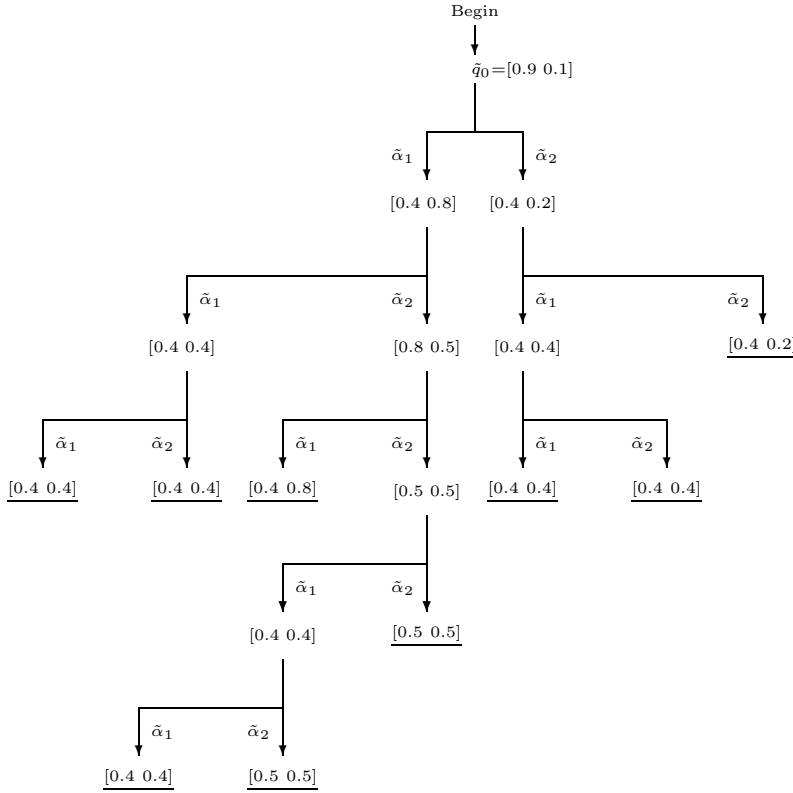 Begin
q̃₀=[0.9 0.1]
α̃₁ α̃₂
[0.4 0.8] [0.4 0.2]
α̃₁ α̃₂ α̃₁ α̃₂
[0.4 0.4] [0.8 0.5] [0.4 0.4] [0.4 0.2]
α̃₁ α̃₂ α̃₁ α̃₂ α̃₁ α̃₂
[0.4 0.4] [0.4 0.4] [0.4 0.8] [0.5 0.5] [0.4 0.4] [0.4 0.4]
α̃₁ α̃₂
[0.4 0.4] [0.5 0.5]
α̃₁ α̃₂
[0.4 0.4] [0.5 0.5]